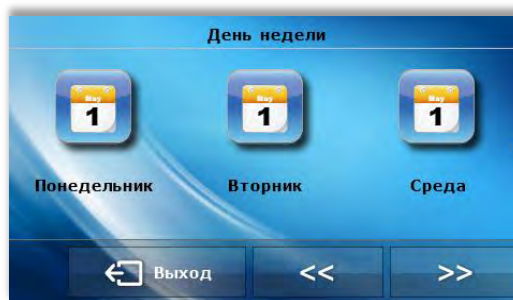 День недели
May
1
May
1
May
1
Понедельник
Вторник
Среда
Выход
<<
>>